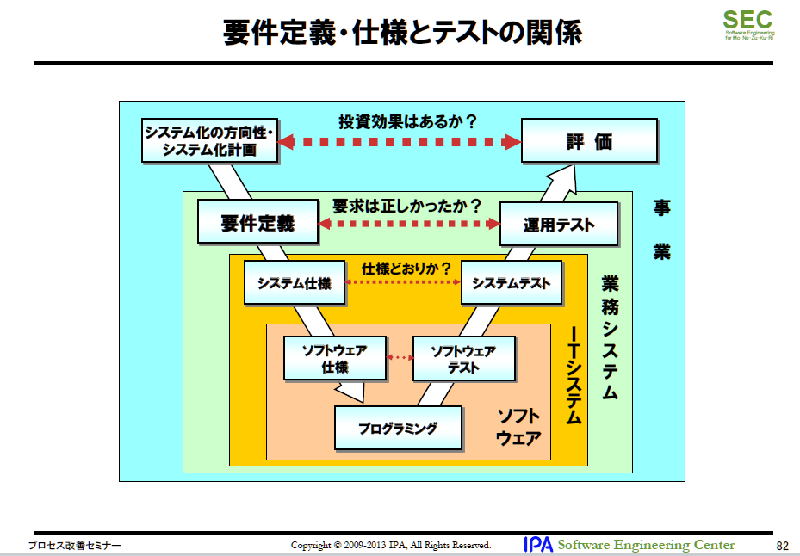 要件定義・仕様とテストの関係
SEC
Software Engineering
for Mo・No・Zu・Ku・Ri
システム化の方向性・
システム化計画
投資効果はあるか？
評 価
要件定義
要求は正しかったか？
運用テスト
事業
システム仕様
仕様どおりか？
システムテスト
業務システム
ソフトウェア
仕様
ソフトウェア
テスト
ITシステム
プログラミング
ソフト
ウェア
プロセス改善セミナー
Copyright © 2009-2013 IPA, All Rights Reserved.
IPA Software Engineering Center
82